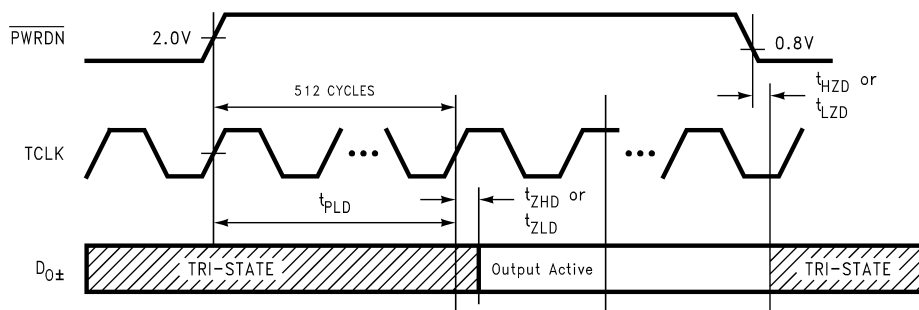 PWRDN
2.0V
0.8V
tHZD or
tLZD
512 CYCLES
TCLK
tPLD
tZHD or
tZLD
DO±
TRI-STATE
Output Active
TRI-STATE